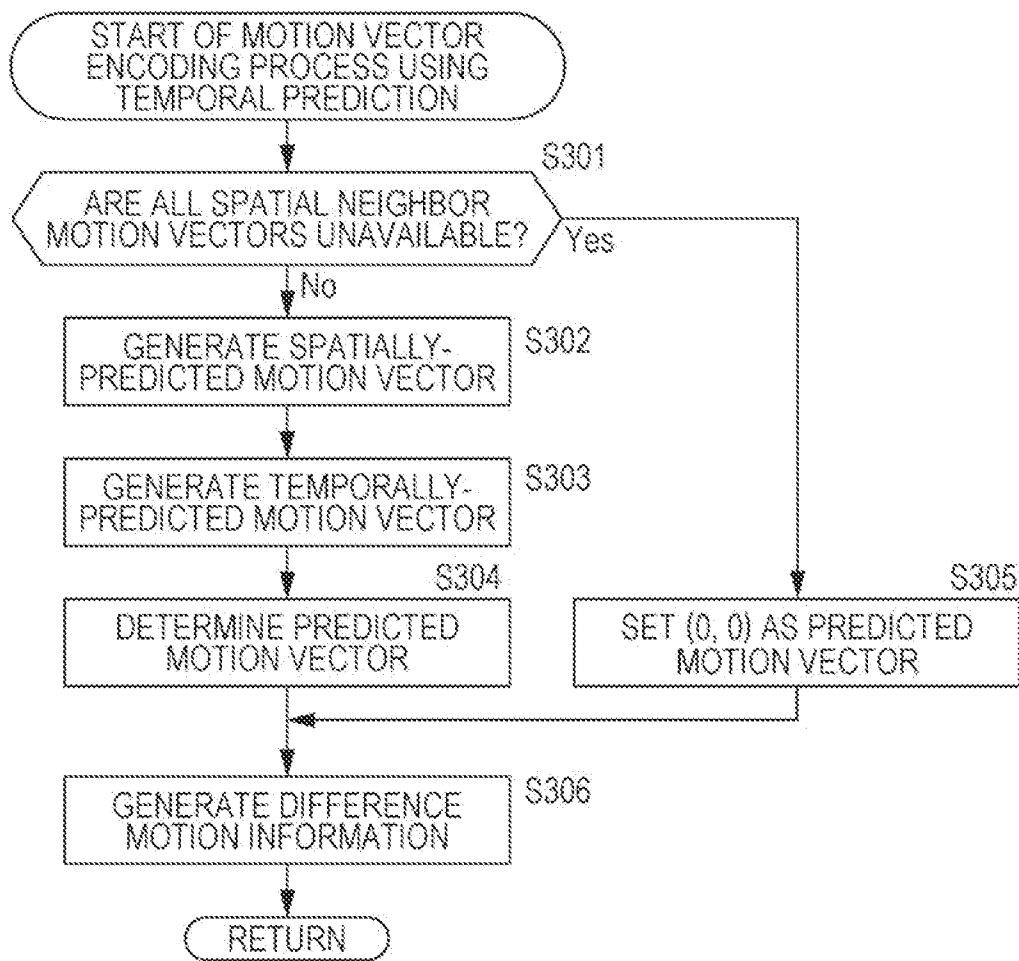 START OF MOTION VECTOR
ENCODING PROCESS USING
TEMPORAL PREDICTION
S301
ARE ALL SPATIAL NEIGHBOR
MOTION VECTORS UNAVAILABLE?
Yes
No
GENERATE SPATIALLY-
PREDICTED MOTION VECTOR
S302
GENERATE TEMPORALLY-
PREDICTED MOTION VECTOR
S303
S304
DETERMINE PREDICTED
MOTION VECTOR
S305
SET (0, 0) AS PREDICTED
MOTION VECTOR
GENERATE DIFFERENCE
MOTION INFORMATION
S306
RETURN